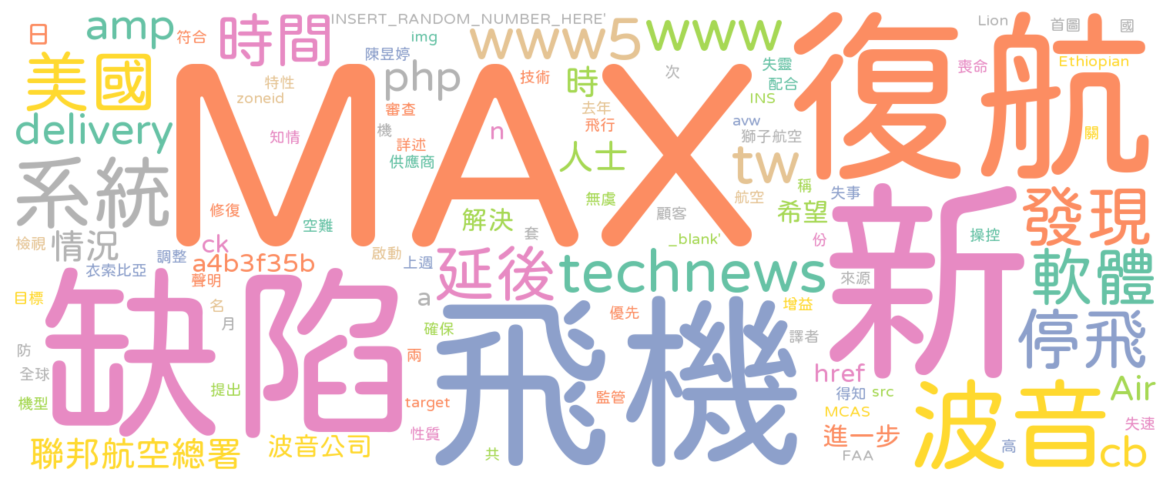 INSERT_RANDOM_NUMBER_HERE'
Lion
首圖
國
日
amp
符合
時間
img
陳昱婷
www5
www
復航
美國
特性
zoneid
php
技術
時
次
失靈
配合
喪命
Ethiopian
MAX
審查
去年
INS
delivery
知情
機
詳述
n
飛行
avw
獅子航空
關
供應商
人士
tw
系統
修復
空難
解決
無虞
顧客
航空
稱
希望
失事
新
發現
檢視
情況
ck
套
_blank'
份
操控
衣索比亞
調整
a4b3f35b
聲明
啟動
上週
延後
technews
來源
軟體
目標
名
月
a
優先
增益
缺陷
飛機
確保
譯者
停飛
防
全球
兩
href
機型
提出
target
監管
得知
src
Air
MCAS
聯邦航空總署
波音公司
性質
共
進一步
FAA
高
波音
失速
cb